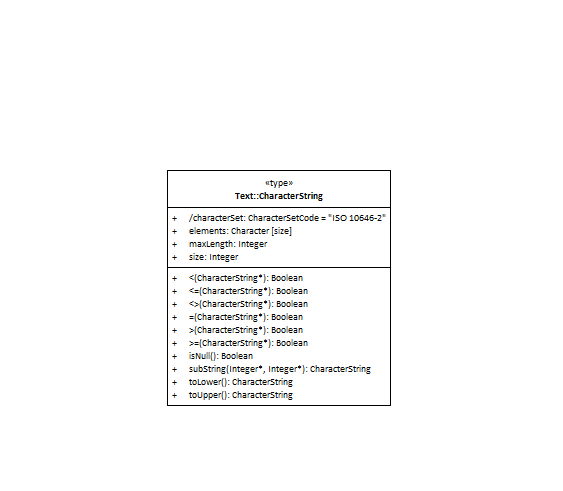 «type»
Text::CharacterString
+ /characterSet: CharacterSetCode = "ISO 10646-2"
+ elements: Character [size]
+ maxLength: Integer
+ size: Integer
+ <(CharacterString*): Boolean
+ <=(CharacterString*): Boolean
+ <>(CharacterString*): Boolean
+ =(CharacterString*): Boolean
+ >(CharacterString*): Boolean
+ >=(CharacterString*): Boolean
+ isNull(): Boolean
+ subString(Integer*, Integer*): CharacterString
+ toLower(): CharacterString
+ toUpper(): CharacterString